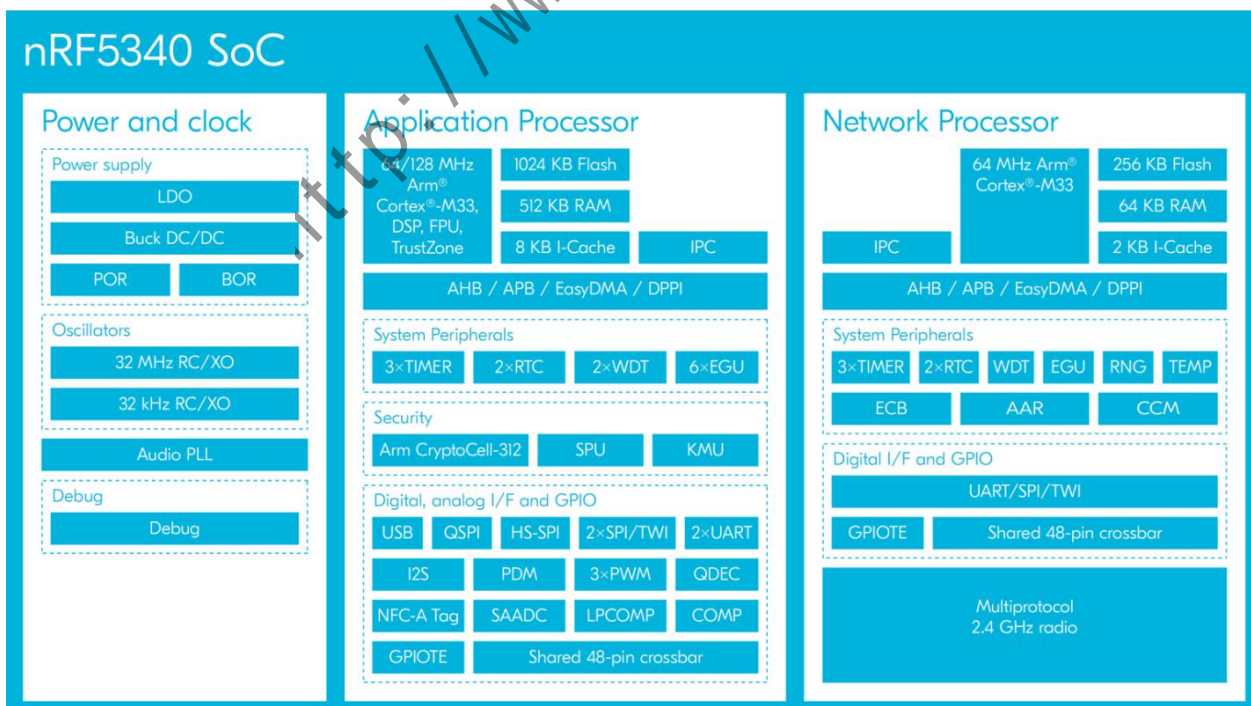 nRF5340 SoC
Power and clock
Power supply
LDO
Buck DC/DC
POR
BOR
Oscillators
32 MHz RC/XO
32 kHz RC/XO
Audio PLL
Debug
Debug
Application Processor
64/128 MHz
Arm®
Cortex®-M33,
DSP, FPU,
TrustZone
1024 KB Flash
512 KB RAM
8 KB I-Cache
IPC
AHB / APB / EasyDMA / DPPI
System Peripherals
3×TIMER
2×RTC
2×WDT
6×EGU
Security
Arm CryptoCell-312
SPU
KMU
Digital, analog I/F and GPIO
USB
QSPI
HS-SPI
2×SPI/TWI
2×UART
I2S
PDM
3×PWM
QDEC
NFC-A Tag
SAADC
LPCOMP
COMP
GPIOTE
Shared 48-pin crossbar
Network Processor
64 MHz Arm®
Cortex®-M33
256 KB Flash
64 KB RAM
IPC
2 KB I-Cache
AHB / APB / EasyDMA / DPPI
System Peripherals
3×TIMER
2×RTC
WDT
EGU
RNG
TEMP
ECB
AAR
CCM
Digital I/F and GPIO
UART/SPI/TWI
GPIOTE
Shared 48-pin crossbar
Multiprotocol
2.4 GHz radio